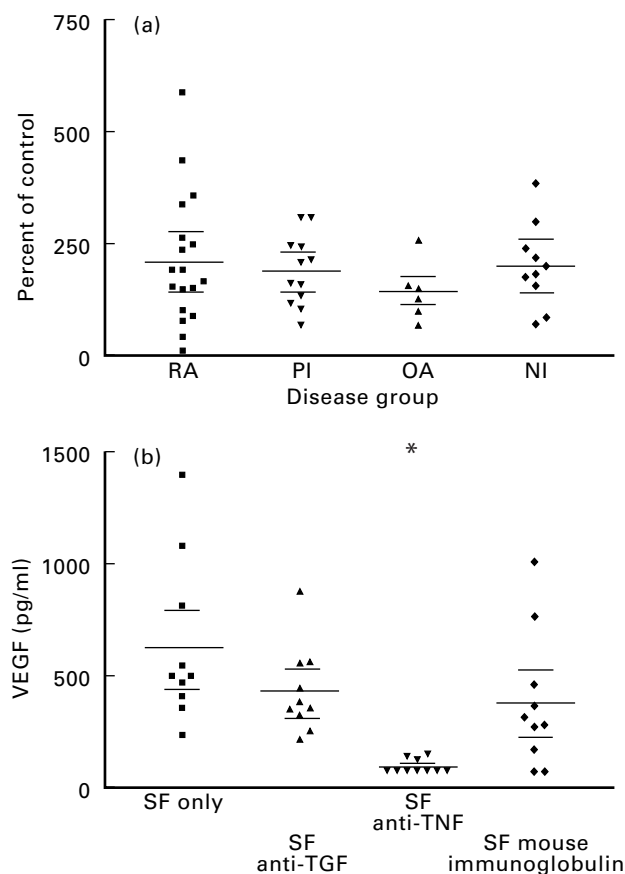 (a)
Percent of control
750
500
250
0
RA PI OA NI
Disease group
(b)
*
VEGF (pg/ml)
1500
1000
500
0
SF only
SF
anti-TGF
SF
anti-TNF
SF mouse
immunoglobulin